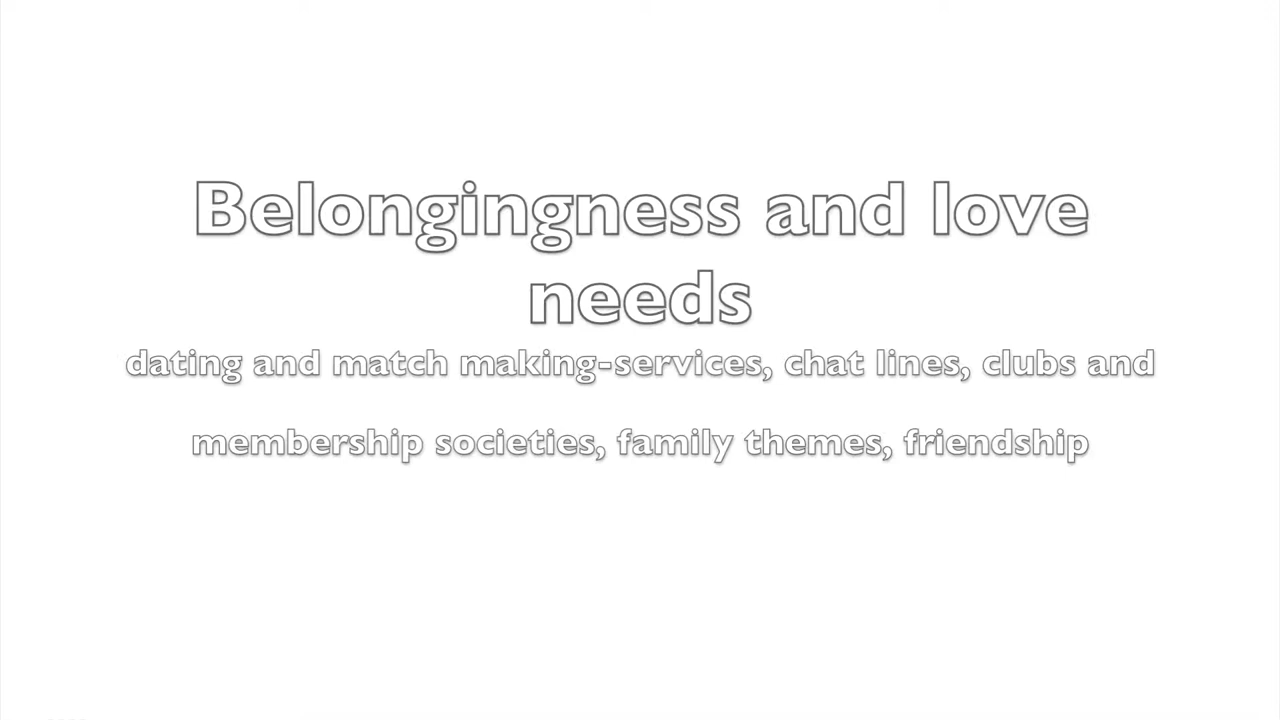 Belongingness and love
needs
dating and match making-services, chat lines, clubs and
membership societies, family themes, friendship